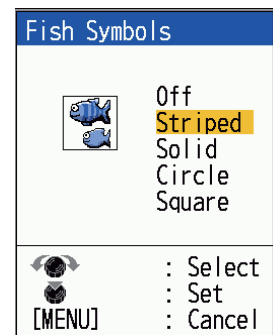 Fish Symbols
Off
Striped
Solid
Circle
Square
: Select
: Set
[MENU] : Cancel